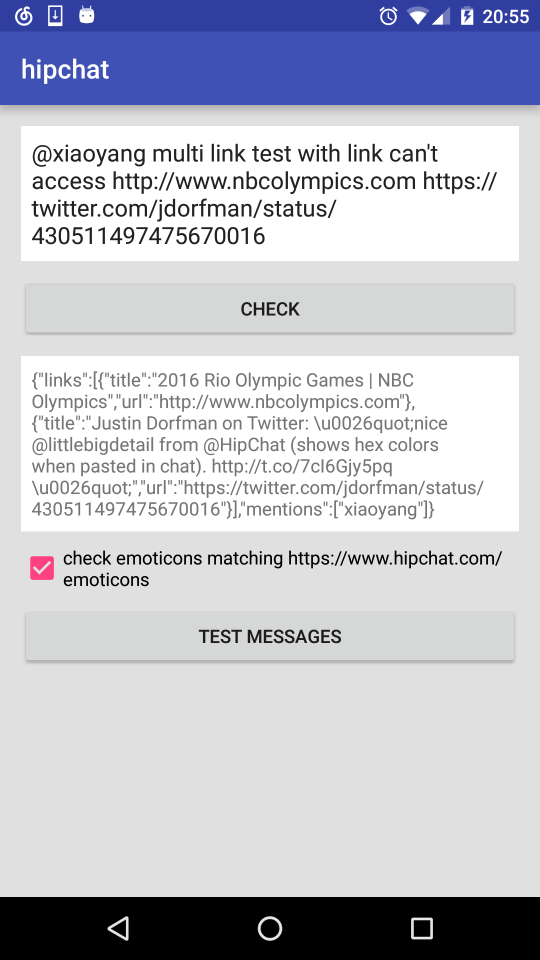 20:55
hipchat
@xiaoyang multi link test with link can't
access http://www.nbcolympics.com https://
twitter.com/jdorfman/status/
430511497475670016
CHECK
{"links":[{"title":"2016 Rio Olympic Games | NBC
Olympics","url":"http://www.nbcolympics.com"},
{"title":"Justin Dorfman on Twitter: \u0026quot;nice
@littlebigdetail from @HipChat (shows hex colors
when pasted in chat). http://t.co/7cI6Gjy5pq
\u0026quot;","url":"https://twitter.com/jdorfman/status/
430511497475670016"}],"mentions":["xiaoyang"]}
check emoticons matching https://www.hipchat.com/
emoticons
TEST MESSAGES